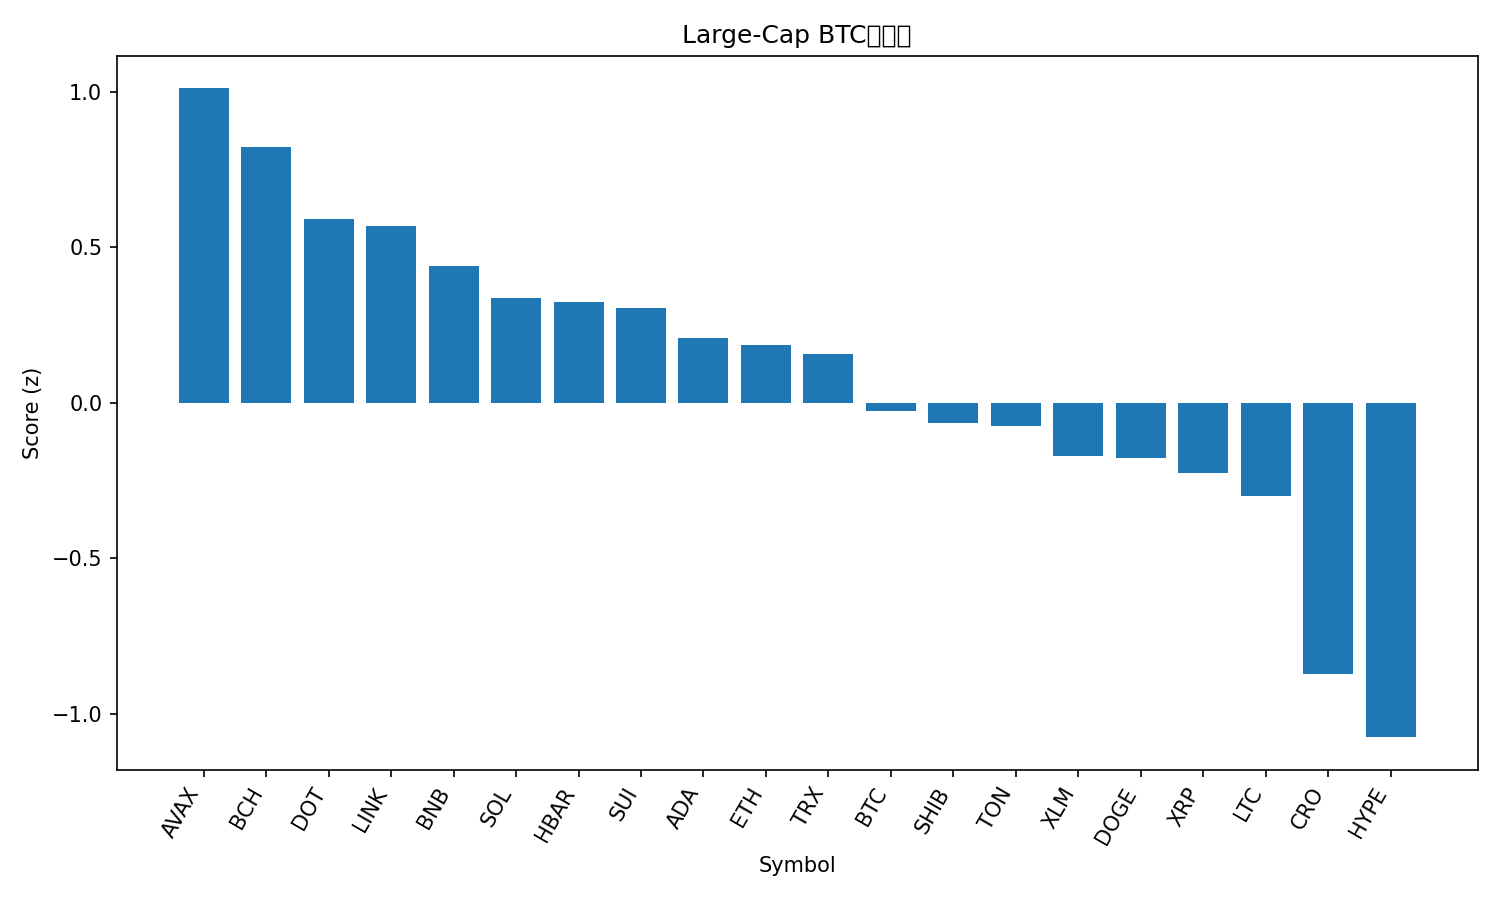 Large-Cap BTC
1.0
0.5
0.0
−0.5
−1.0
Score (z)
AVAX
BCH
DOT
LINK
BNB
SOL
HBAR
SUI
ADA
ETH
TRX
BTC
SHIB
TON
XLM
DOGE
XRP
LTC
CRO
HYPE
Symbol